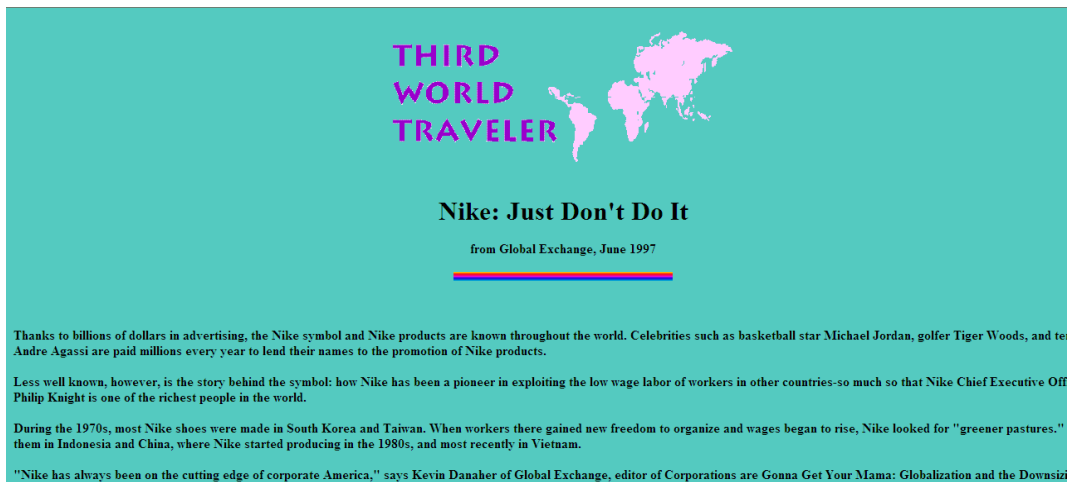 THIRD
WORLD
TRAVELER
Nike: Just Don't Do It
from Global Exchange, June 1997
Thanks to billions of dollars in advertising, the Nike symbol and Nike products are known throughout the world. Celebrities such as basketball star Michael Jordan, golfer Tiger Woods, and te
Andre Agassi are paid millions every year to lend their names to the promotion of Nike products.
Less well known, however, is the story behind the symbol: how Nike has been a pioneer in exploiting the low wage labor of workers in other countries-so much so that Nike Chief Executive Off
Philip Knight is one of the richest people in the world.
During the 1970s, most Nike shoes were made in South Korea and Taiwan. When workers there gained new freedom to organize and wages began to rise, Nike looked for "greener pastures."
them in Indonesia and China, where Nike started producing in the 1980s, and most recently in Vietnam.
"Nike has always been on the cutting edge of corporate America," says Kevin Danaher of Global Exchange, editor of Corporations are Gonna Get Your Mama: Globalization and the Downsizi